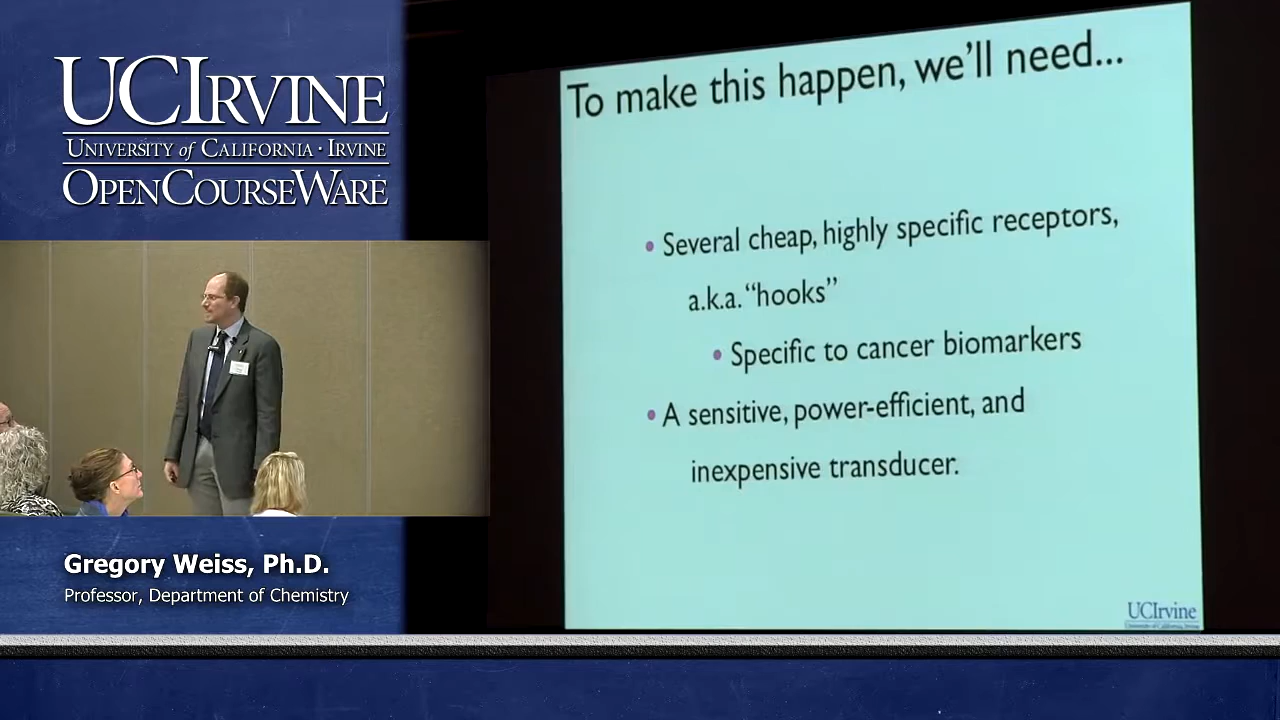 UCIRVINE
UNIVERSITY of CALIFORNIA · IRVINE
OPENCOURSEWARE
Gregory Weiss, Ph.D.
Professor, Department of Chemistry
To make this happen, we'll need...
• Several cheap, highly specific receptors,
a.k.a. “hooks”
• Specific to cancer biomarkers
• A sensitive, power-efficient, and
inexpensive transducer.
UCIrvine